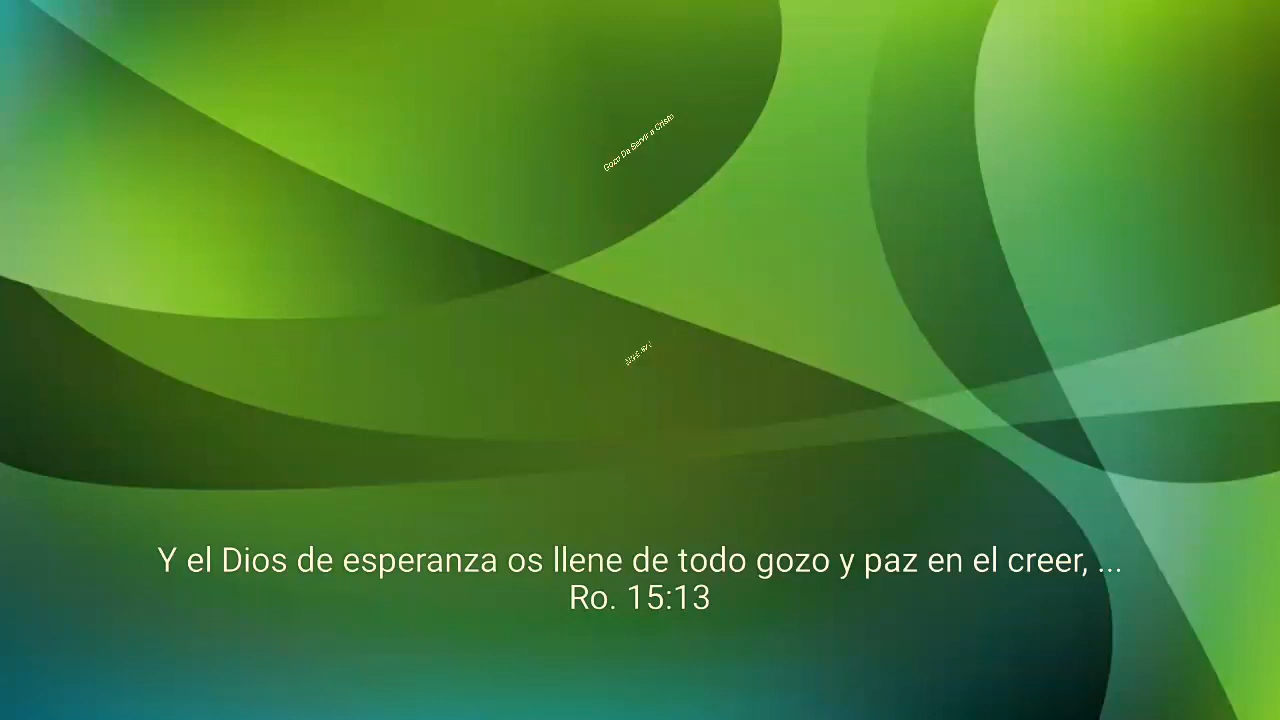 Gozo Da Servir a Cristo
Y el Dios de esperanza os llene de todo gozo y paz en el creer, ...
Ro. 15:13